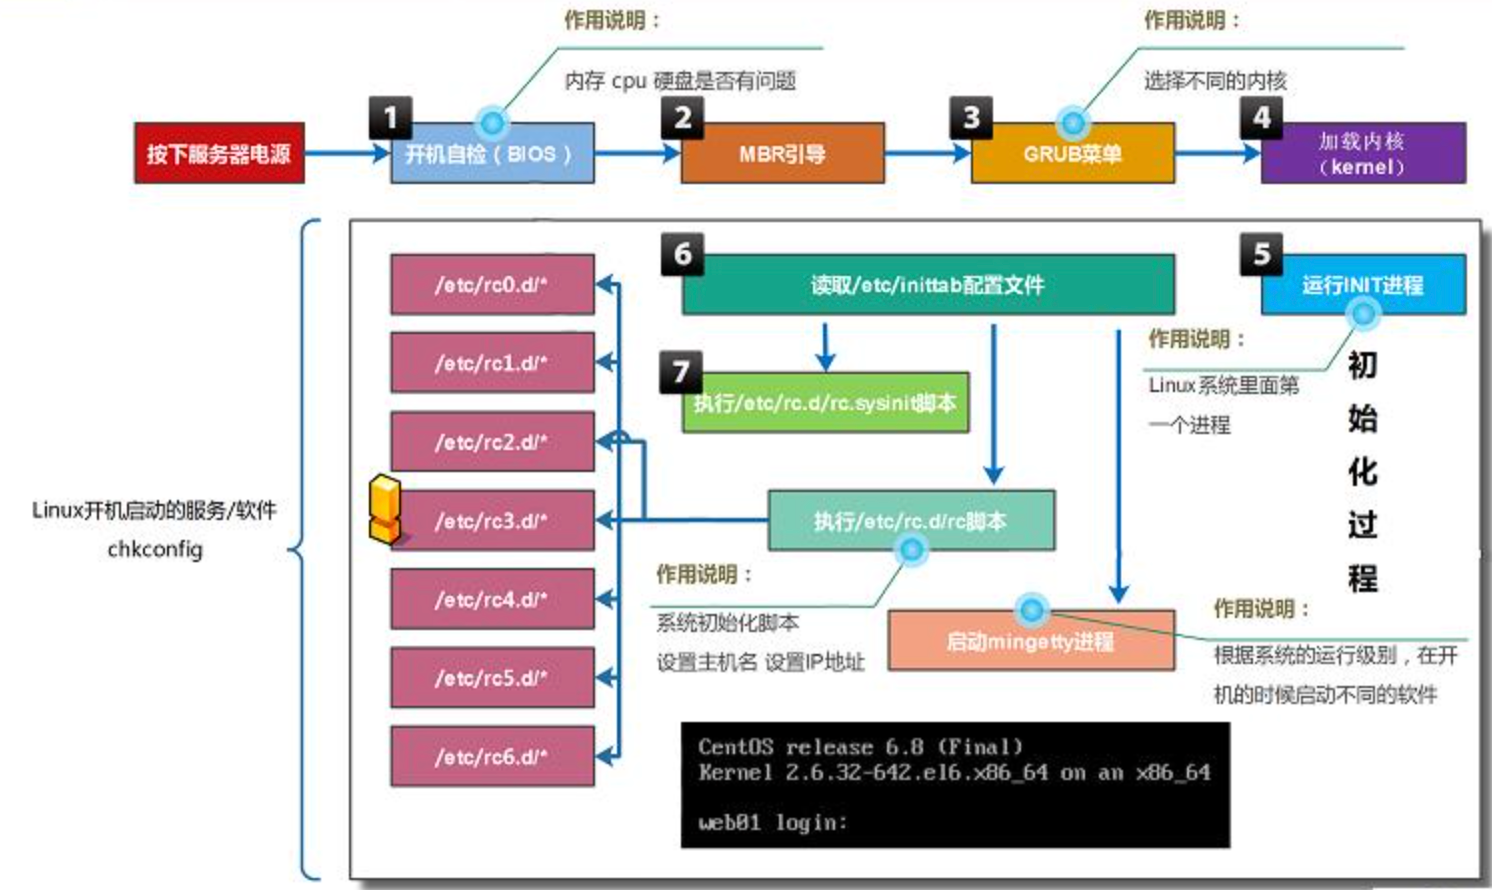 作用说明：
内存 cpu 硬盘是否有问题
作用说明：
选择不同的内核
按下服务器电源
1
开机自检（BIOS）
2
MBR引导
3
GRUB菜单
4
加载内核
（kernel）
5
运行INIT进程
作用说明：
Linux系统里面第
一个进程
初
始
化
过
程
6
读取/etc/inittab配置文件
7
执行/etc/rc.d/rc.sysinit脚本
执行/etc/rc.d/rc脚本
作用说明：
系统初始化脚本
设置主机名 设置IP地址
启动mingetty进程
作用说明：
根据系统的运行级别，在开
机的时候启动不同的软件
/etc/rc0.d/*
/etc/rc1.d/*
/etc/rc2.d/*
/etc/rc3.d/*
/etc/rc4.d/*
/etc/rc5.d/*
/etc/rc6.d/*
Linux开机启动的服务/软件
chkconfig
CentOS release 6.8 (Final)
Kernel 2.6.32-642.el6.x86_64 on an x86_64
web01 login: